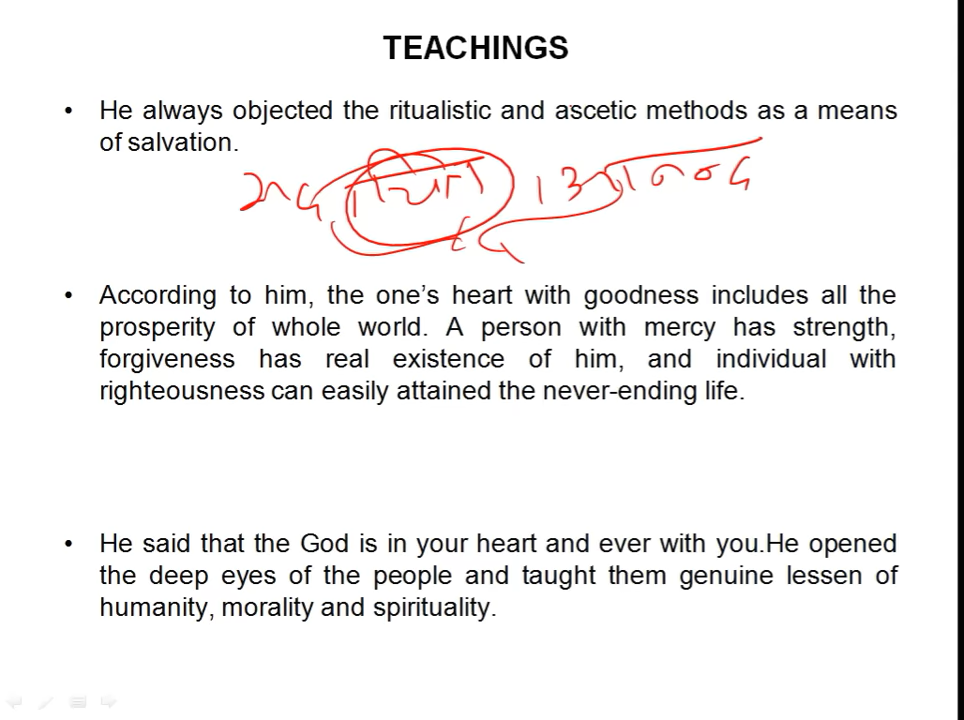 TEACHINGS
• He always objected the ritualistic and ascetic methods as a means
of salvation.
• According to him, the one’s heart with goodness includes all the
prosperity of whole world. A person with mercy has strength,
forgiveness has real existence of him, and individual with
righteousness can easily attained the never-ending life.
• He said that the God is in your heart and ever with you.He opened
the deep eyes of the people and taught them genuine lessen of
humanity, morality and spirituality.